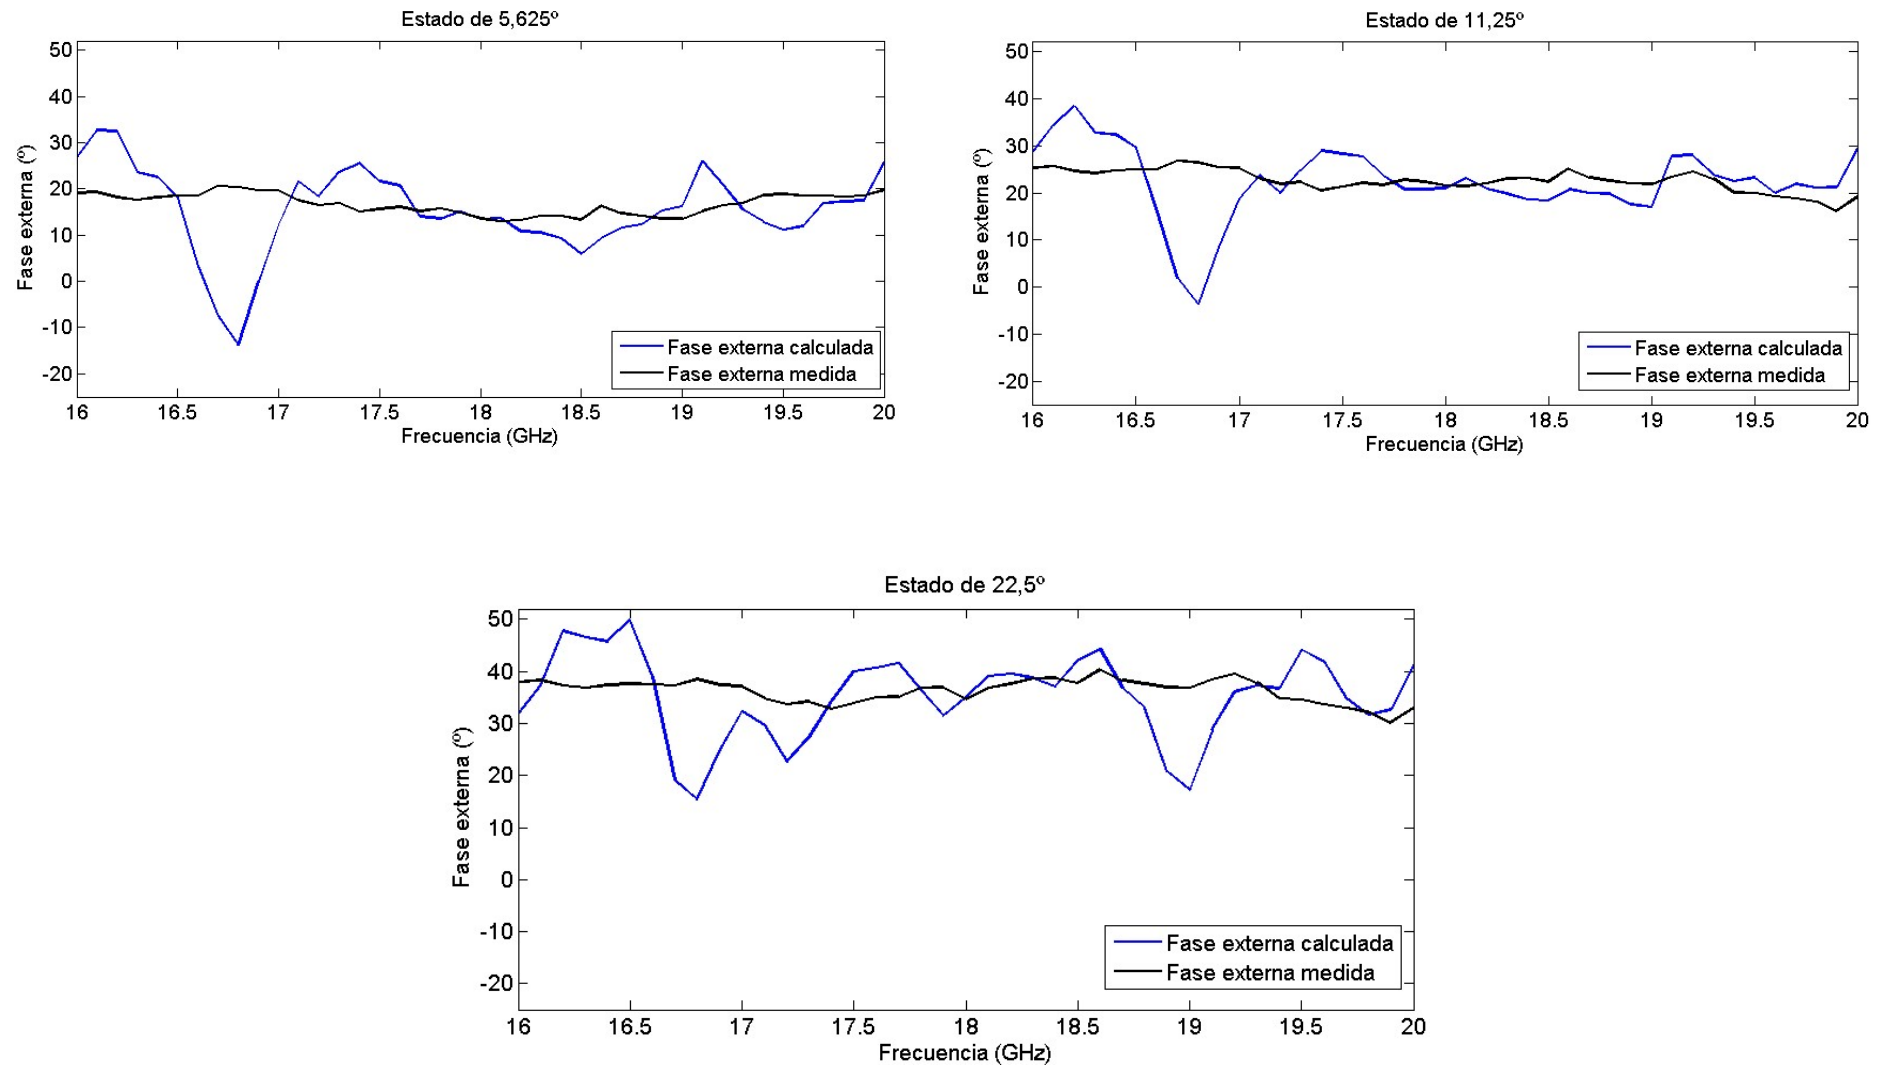 Estado de 5,625º
50
40
30
20
10
0
-10
-20
Fase externa (º)
16 16.5 17 17.5 18 18.5 19 19.5 20
Frecuencia (GHz)
Fase externa calculada
Fase externa medida
Estado de 11,25º
50
40
30
20
10
0
-10
-20
Fase externa (º)
16 16.5 17 17.5 18 18.5 19 19.5 20
Frecuencia (GHz)
Fase externa calculada
Fase externa medida
Estado de 22,5º
50
40
30
20
10
0
-10
-20
Fase externa (º)
16 16.5 17 17.5 18 18.5 19 19.5 20
Frecuencia (GHz)
Fase externa calculada
Fase externa medida